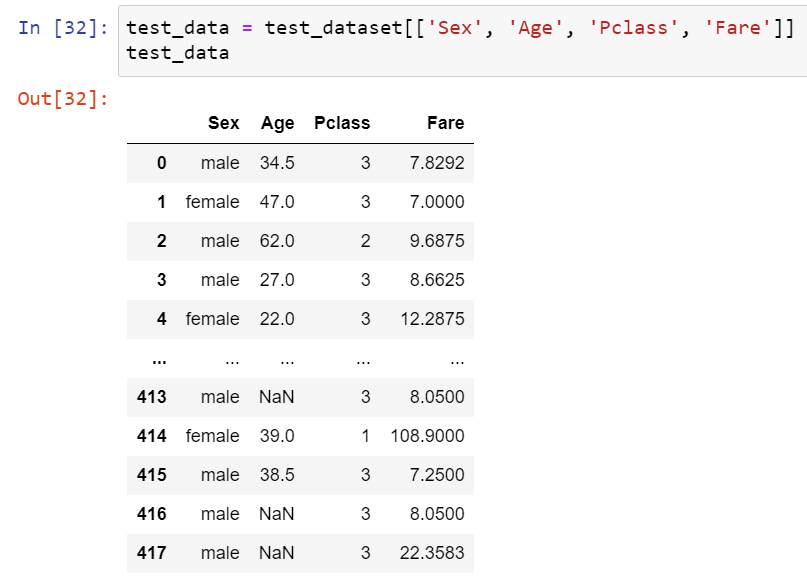 In [32]: test_data = test_dataset[['Sex', 'Age', 'Pclass', 'Fare']]
test_data
Out[32]:
Sex Age Pclass Fare
0 male 34.5 3 7.8292
1 female 47.0 3 7.0000
2 male 62.0 2 9.6875
3 male 27.0 3 8.6625
4 female 22.0 3 12.2875
... ... ... ... ...
413 male NaN 3 8.0500
414 female 39.0 1 108.9000
415 male 38.5 3 7.2500
416 male NaN 3 8.0500
417 male NaN 3 22.3583